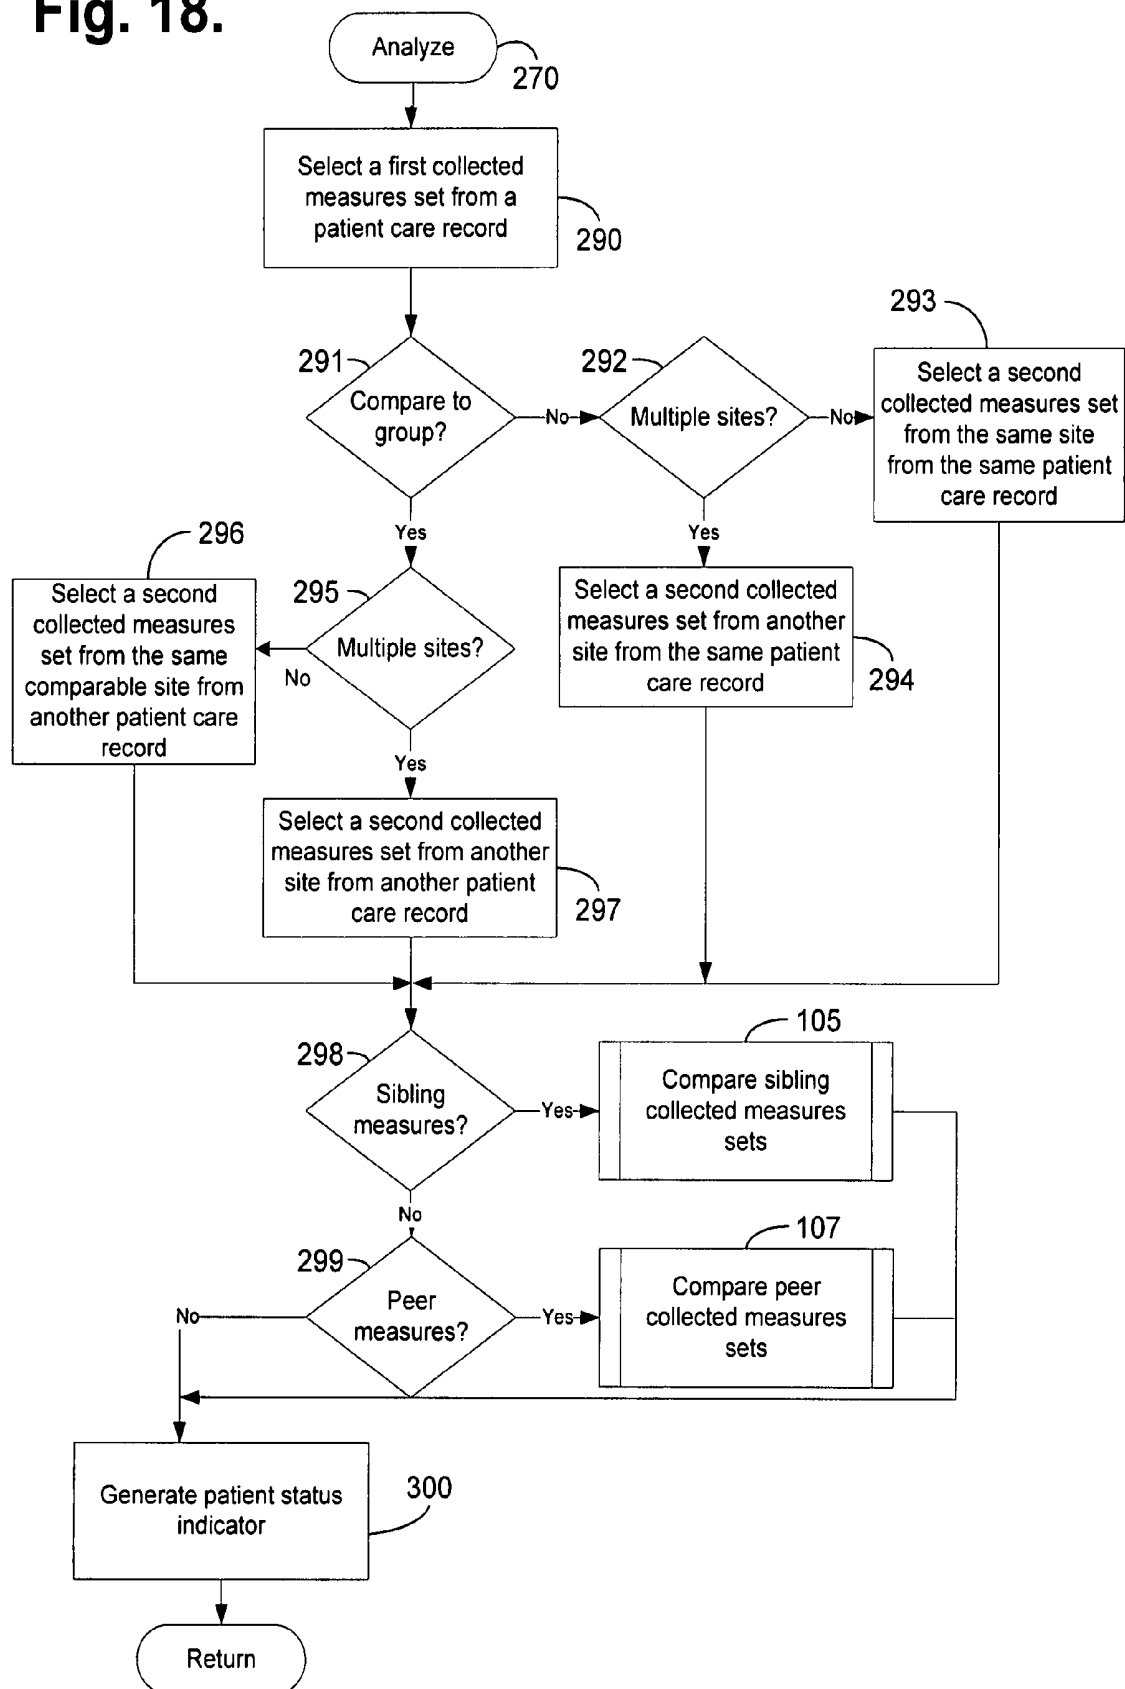 Fig. 18.
Analyze
270
Select a first collected
measures set from a
patient care record
290
291
Compare to
group?
No
292
Multiple sites?
No
293
Select a second
collected measures set
from the same site
from the same patient
care record
Yes
Yes
296
Select a second
collected measures
set from the same
comparable site from
another patient care
record
295
Multiple sites?
No
Select a second collected
measures set from another
site from the same patient
care record
294
Yes
Select a second collected
measures set from another
site from another patient
care record
297
298
Sibling
measures?
Yes
105
Compare sibling
collected measures
sets
No
299
Peer
measures?
No
Yes
107
Compare peer
collected measures
sets
Generate patient status
indicator
300
Return